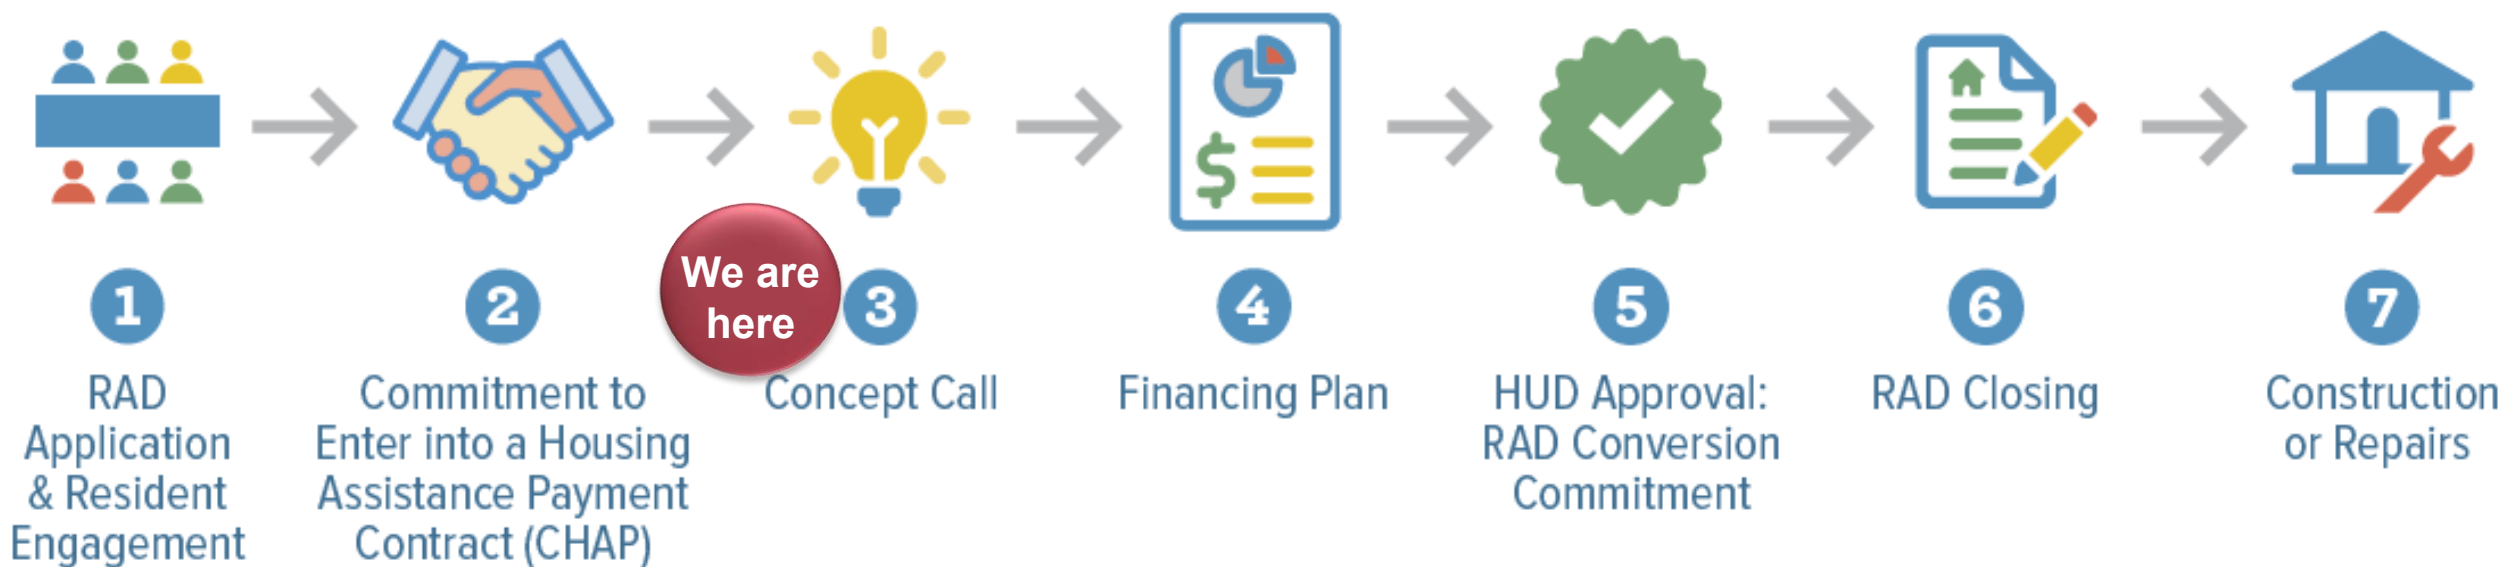 We are
here
1
RAD
Application
& Resident
Engagement
2
Commitment to
Enter into a Housing
Assistance Payment
Contract (CHAP)
3
Concept Call
4
Financing Plan
5
HUD Approval:
RAD Conversion
Commitment
6
RAD Closing
7
Construction
or Repairs
$